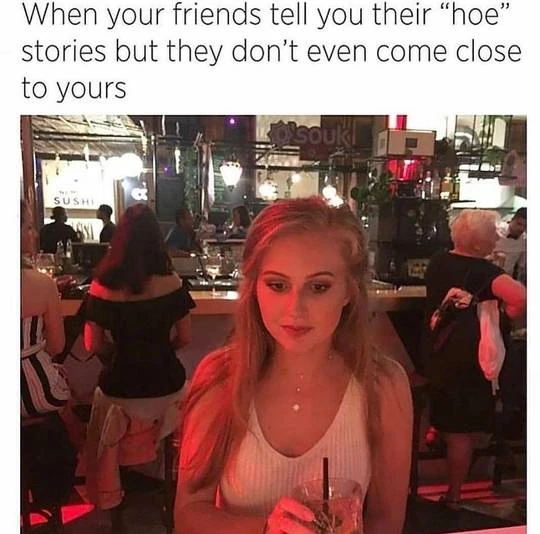 When your friends tell you their “hoe”
stories but they don’t even come close
to yours
souk
SUSHI